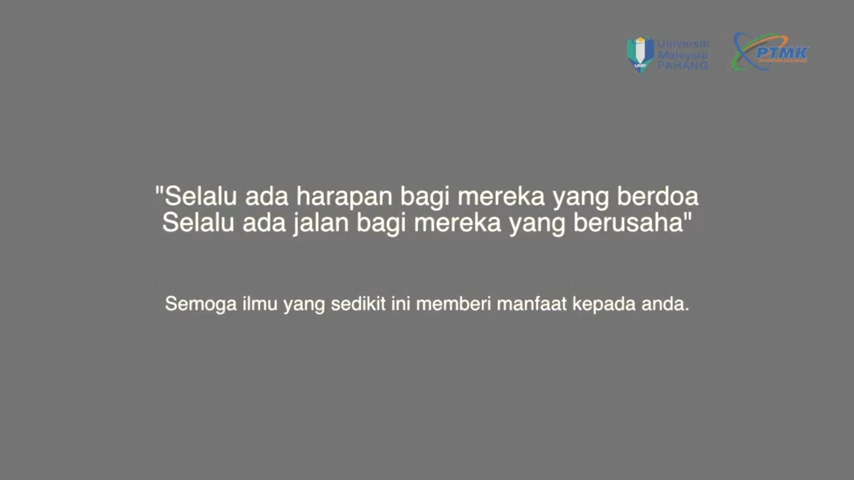 Universiti
Malaysia
PAHANG
PTMK
"Selalu ada harapan bagi mereka yang berdoa
Selalu ada jalan bagi mereka yang berusaha"
Semoga ilmu yang sedikit ini memberi manfaat kepada anda.